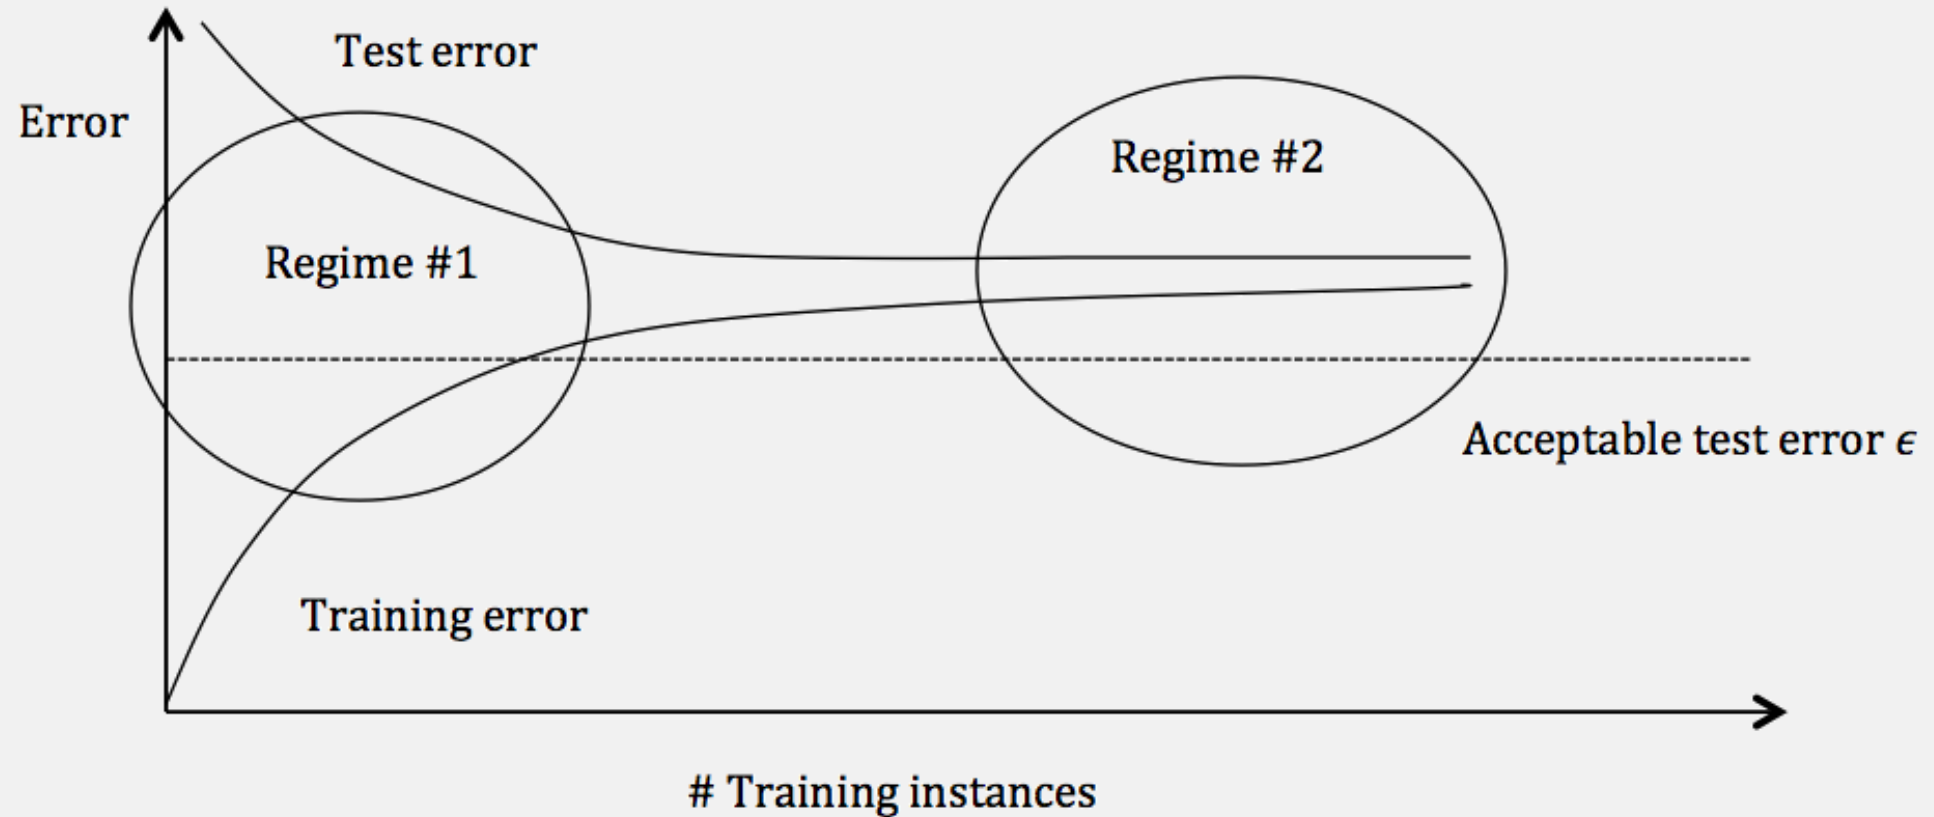 Test error
Error
Regime #2
Regime #1
Acceptable test error ϵ
Training error
# Training instances